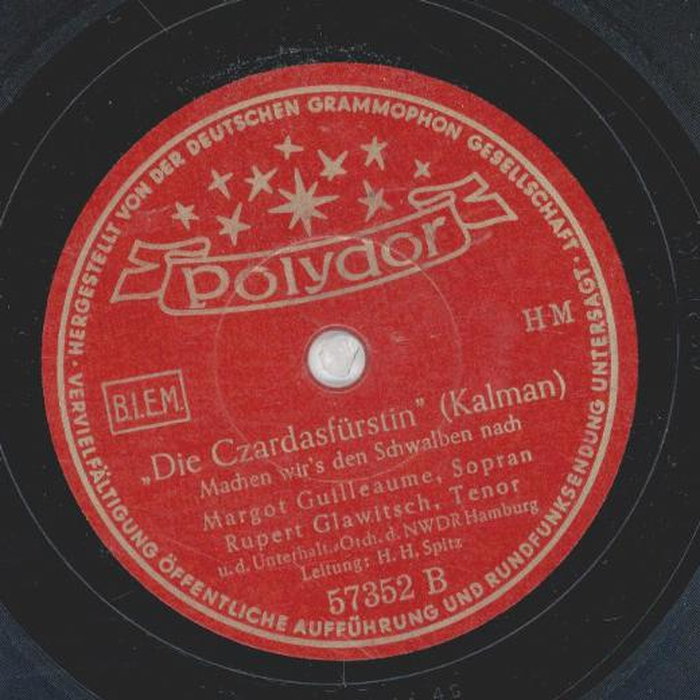 · HERGESTELLT VON DER DEUTSCHEN GRAMMOPHON GESELLSCHAFT · VERVIELFÄLTIGUNG ÖFFENTLICHE AUFFÜHRUNG UND RUNDFUNKSENDUNG UNTERSAGT
Polydor
HM
B.I.E.M.
„Die Czardasfürstin" (Kalman)
Machen wir's den Schwalben nach
Margot Guilleaume, Sopran
Rupert Glawitsch, Tenor
u. d. Unterhalt.-Orch. d. NWDR Hamburg
Leitung: H. H. Spitz
57352 B